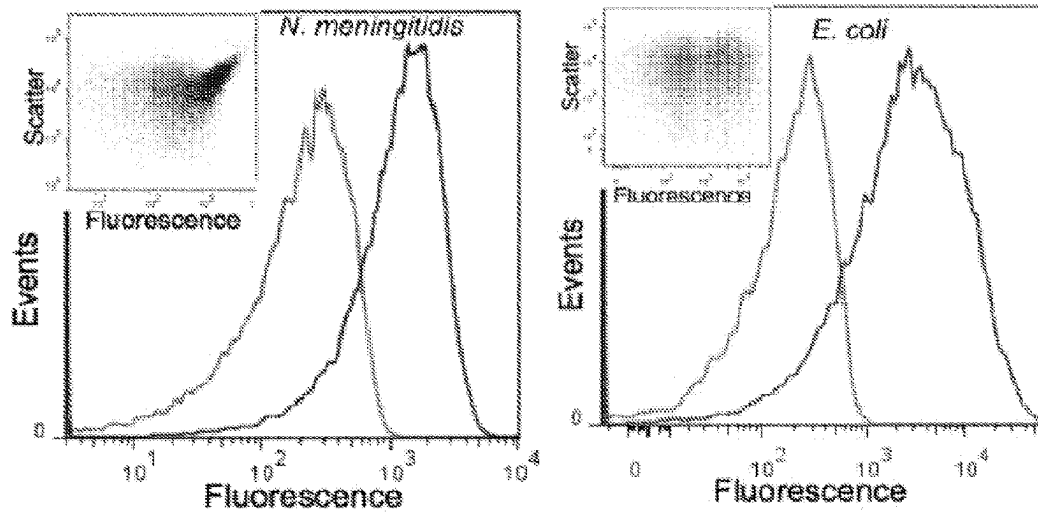 N. meningitidis
Scatter
Fluorescence
Events
0
10¹ 10² 10³ 10⁴
Fluorescence
E. coli
Scatter
Fluorescence
Events
0
0 10² 10³ 10⁴
Fluorescence